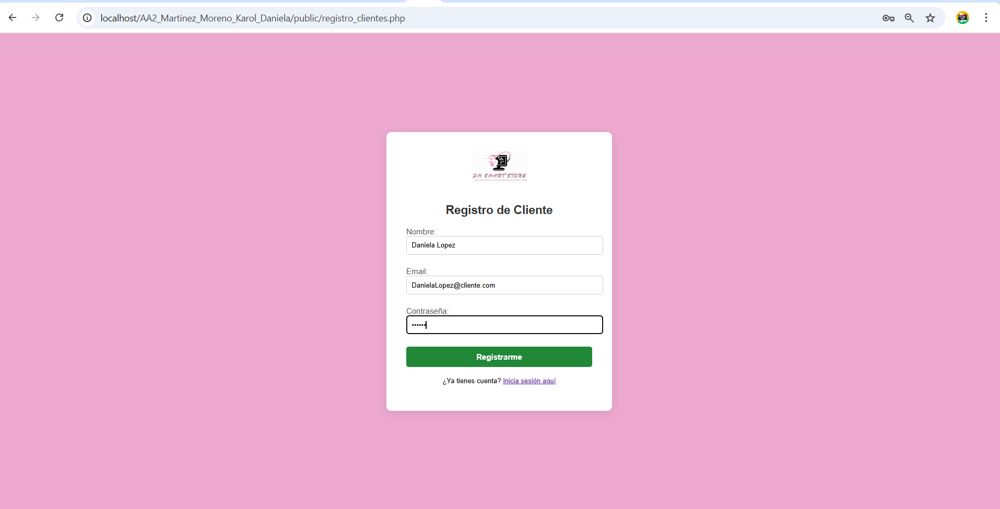 localhost/AA2_Martinez_Moreno_Karol_Daniela/public/registro_clientes.php
DM SMART STORE
Registro de Cliente
Nombre:
Daniela Lopez
Email:
DanielaLopez@cliente.com
Contraseña:
••••••
Registrarme
¿Ya tienes cuenta? Inicia sesión aquí